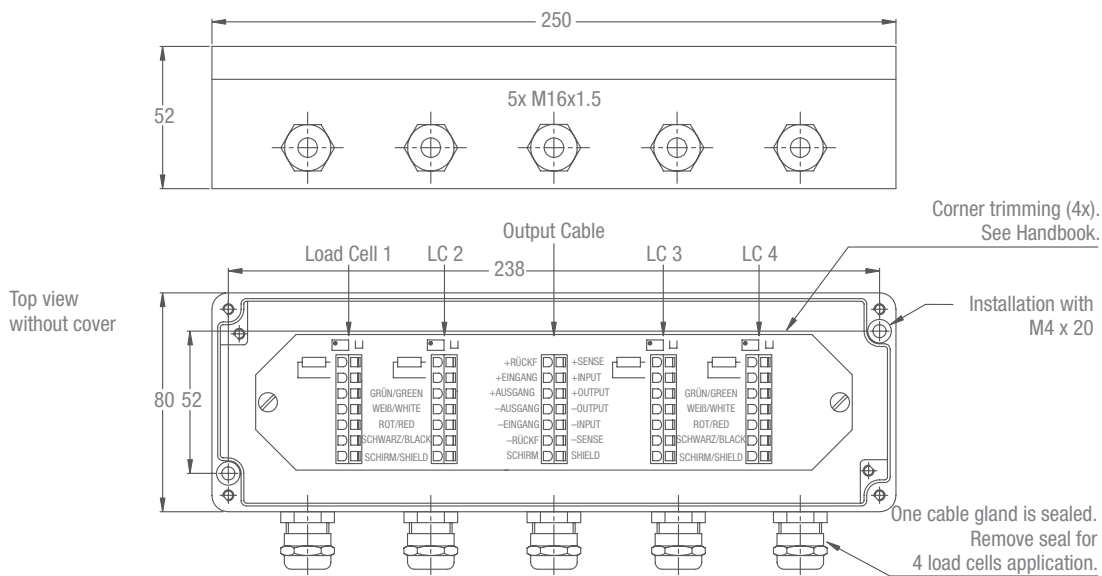 250
52
5x M16x1.5
Corner trimming (4x).
See Handbook.
Output Cable
Load Cell 1
LC 2
LC 3
LC 4
238
Top view
without cover
Installation with
M4 x 20
80
52
+RÜCKF
+SENSE
+EINGANG
+INPUT
GRÜN/GREEN
+AUSGANG
+OUTPUT
GRÜN/GREEN
WEIß/WHITE
–AUSGANG
–OUTPUT
WEIß/WHITE
ROT/RED
–EINGANG
–INPUT
ROT/RED
SCHWARZ/BLACK
–RÜCKF
–SENSE
SCHWARZ/BLACK
SCHIRM/SHIELD
SCHIRM
SHIELD
SCHIRM/SHIELD
One cable gland is sealed.
Remove seal for
4 load cells application.